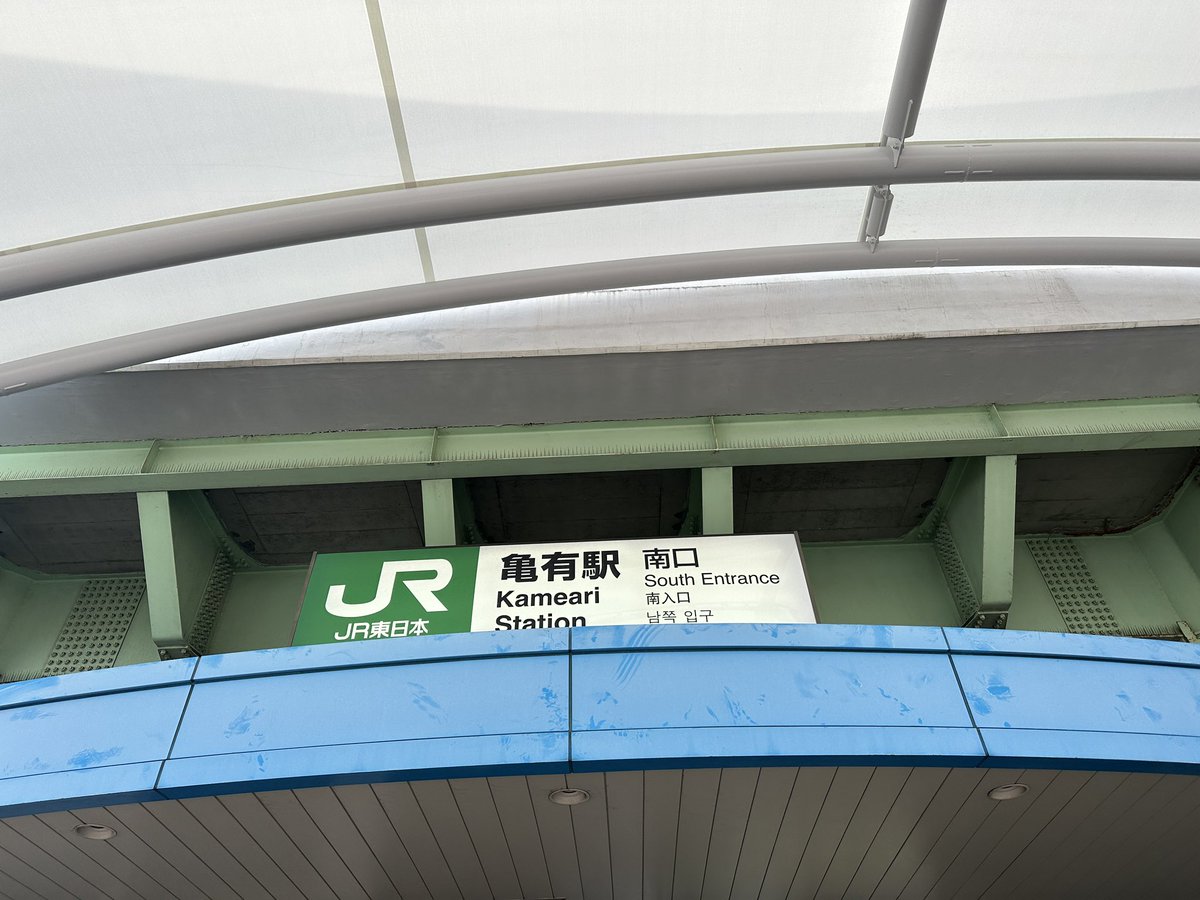 JR
JR東日本
亀有駅
Kameari
Station
南口
South Entrance
南入口
남쪽 입구